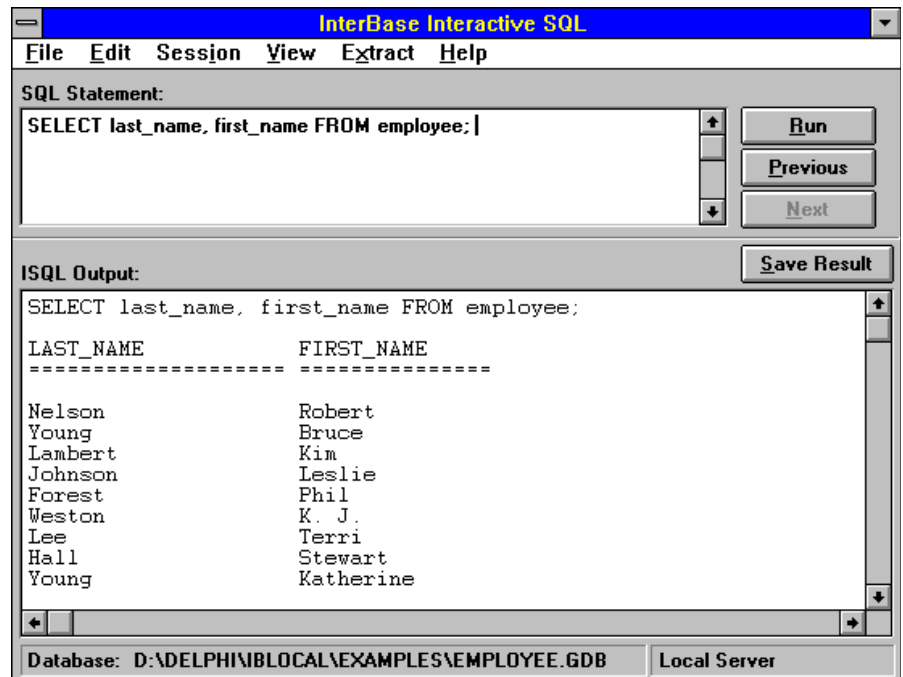 InterBase Interactive SQL
File Edit Session View Extract Help
SQL Statement:
SELECT last_name, first_name FROM employee;
Run
Previous
Next
Save Result
ISQL Output:
SELECT last_name, first_name FROM employee;
LAST_NAME FIRST_NAME
===================== ===============
Nelson Robert
Young Bruce
Lambert Kim
Johnson Leslie
Forest Phil
Weston K. J.
Lee Terri
Hall Stewart
Young Katherine
Database: D:\DELPHI\IBLOCAL\EXAMPLES\EMPLOYEE.GDB Local Server